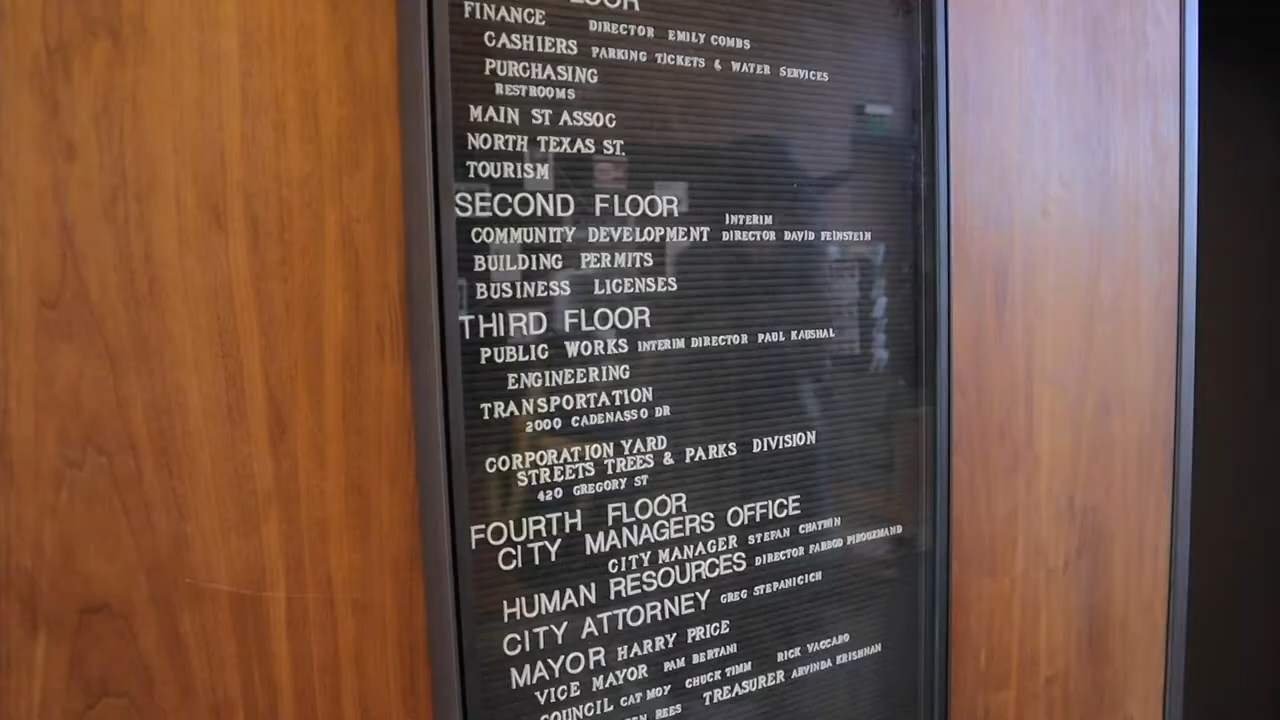 FLOOR
FINANCE DIRECTOR EMILY COMBS
CASHIERS PARKING TICKETS & WATER SERVICES
PURCHASING
RESTROOMS
MAIN ST ASSOC
NORTH TEXAS ST.
TOURISM
SECOND FLOOR
INTERIM
COMMUNITY DEVELOPMENT DIRECTOR DAVID FEINSTEIN
BUILDING PERMITS
BUSINESS LICENSES
THIRD FLOOR
PUBLIC WORKS INTERIM DIRECTOR PAUL KAUSHAL
ENGINEERING
TRANSPORTATION
2000 CADENASSO DR
CORPORATION YARD
STREETS TREES & PARKS DIVISION
420 GREGORY ST
FOURTH FLOOR
CITY MANAGERS OFFICE
CITY MANAGER STEFAN CHATWIN
HUMAN RESOURCES DIRECTOR FARBOD PIROUZMAND
CITY ATTORNEY GREG STEPANICICH
MAYOR HARRY PRICE
VICE MAYOR PAM BERTANI
COUNCIL CAT MOY CHUCK TIMM RICK VACCARO
REES TREASURER ARVINDA KRISHNAN